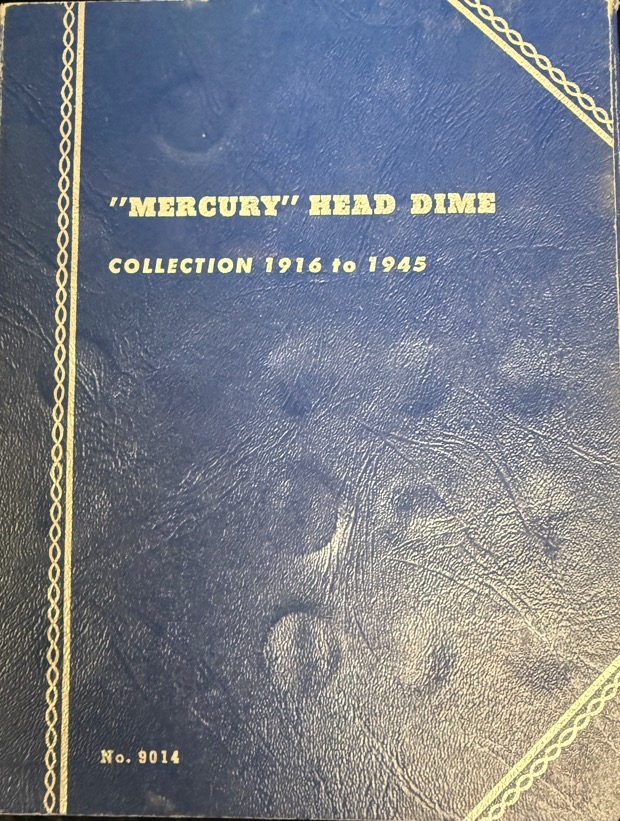 "MERCURY" HEAD DIME
COLLECTION 1916 to 1945
No. 9014